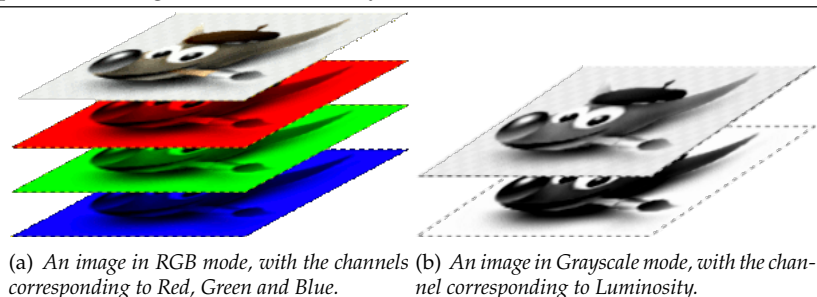 (a) An image in RGB mode, with the channels
corresponding to Red, Green and Blue.
(b) An image in Grayscale mode, with the chan-
nel corresponding to Luminosity.